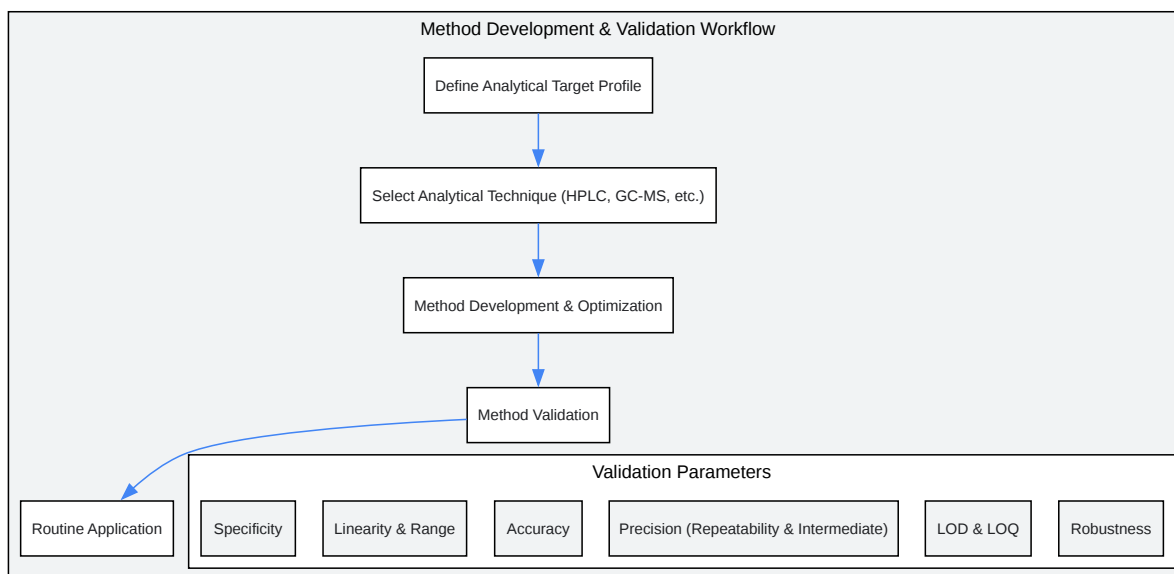 Method Development & Validation Workflow
Define Analytical Target Profile
Select Analytical Technique (HPLC, GC-MS, etc.)
Method Development & Optimization
Method Validation
Validation Parameters
Routine Application
Specificity
Linearity & Range
Accuracy
Precision (Repeatability & Intermediate)
LOD & LOQ
Robustness